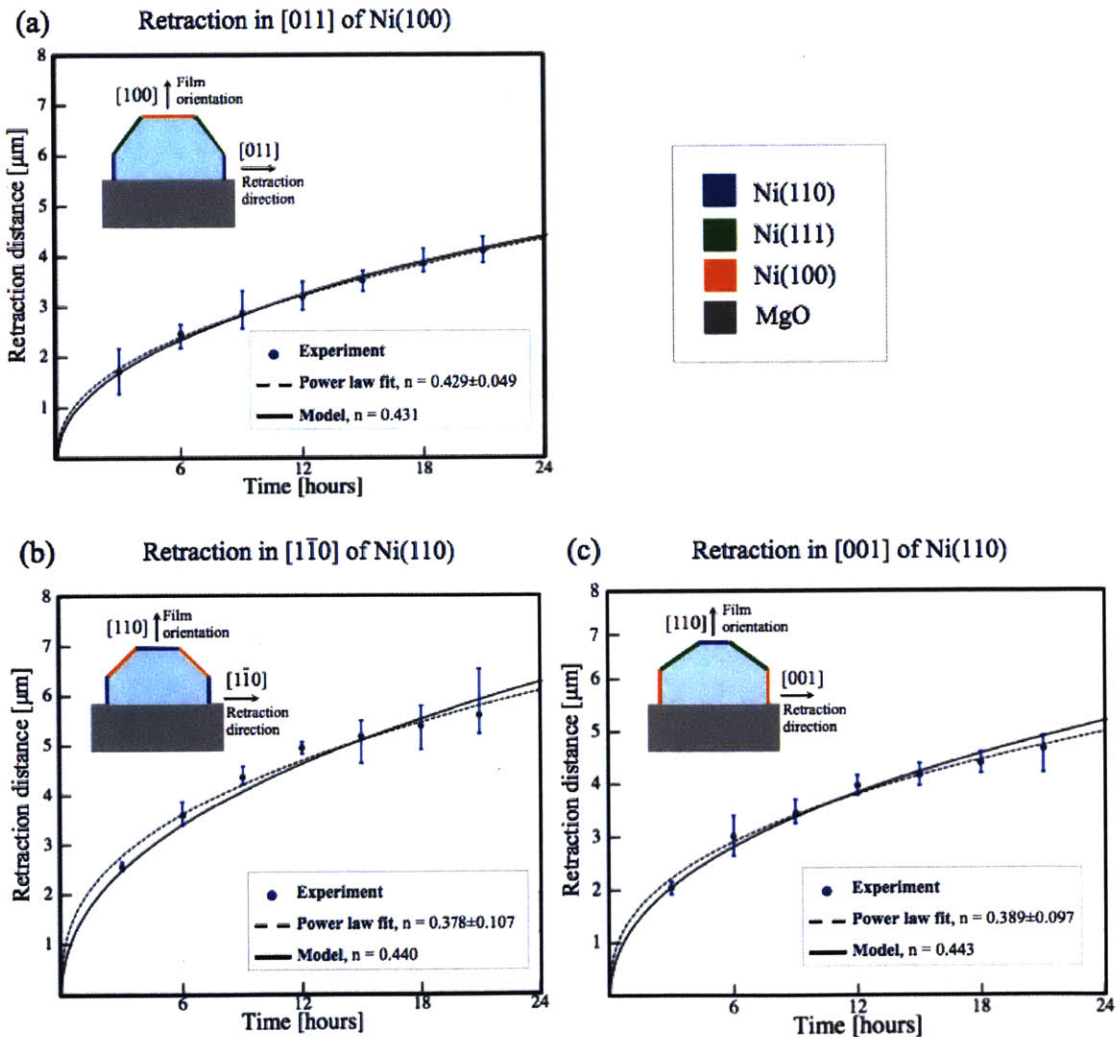 (a) Retraction in [011] of Ni(100)
Retraction distance [μm]
8
7
6
5
4
3
2
1
[100]
Film
orientation
[011]
Retraction
direction
Experiment
Power law fit, n = 0.429±0.049
Model, n = 0.431
6
12
18
24
Time [hours]
Ni(110)
Ni(111)
Ni(100)
MgO
(b) Retraction in [11̄0] of Ni(110)
Retraction distance [μm]
8
7
6
5
4
3
2
1
[110]
Film
orientation
[11̄0]
Retraction
direction
Experiment
Power law fit, n = 0.378±0.107
Model, n = 0.440
6
12
18
24
Time [hours]
(c) Retraction in [001] of Ni(110)
Retraction distance [μm]
8
7
6
5
4
3
2
1
[110]
Film
orientation
[001]
Retraction
direction
Experiment
Power law fit, n = 0.389±0.097
Model, n = 0.443
6
12
18
24
Time [hours]